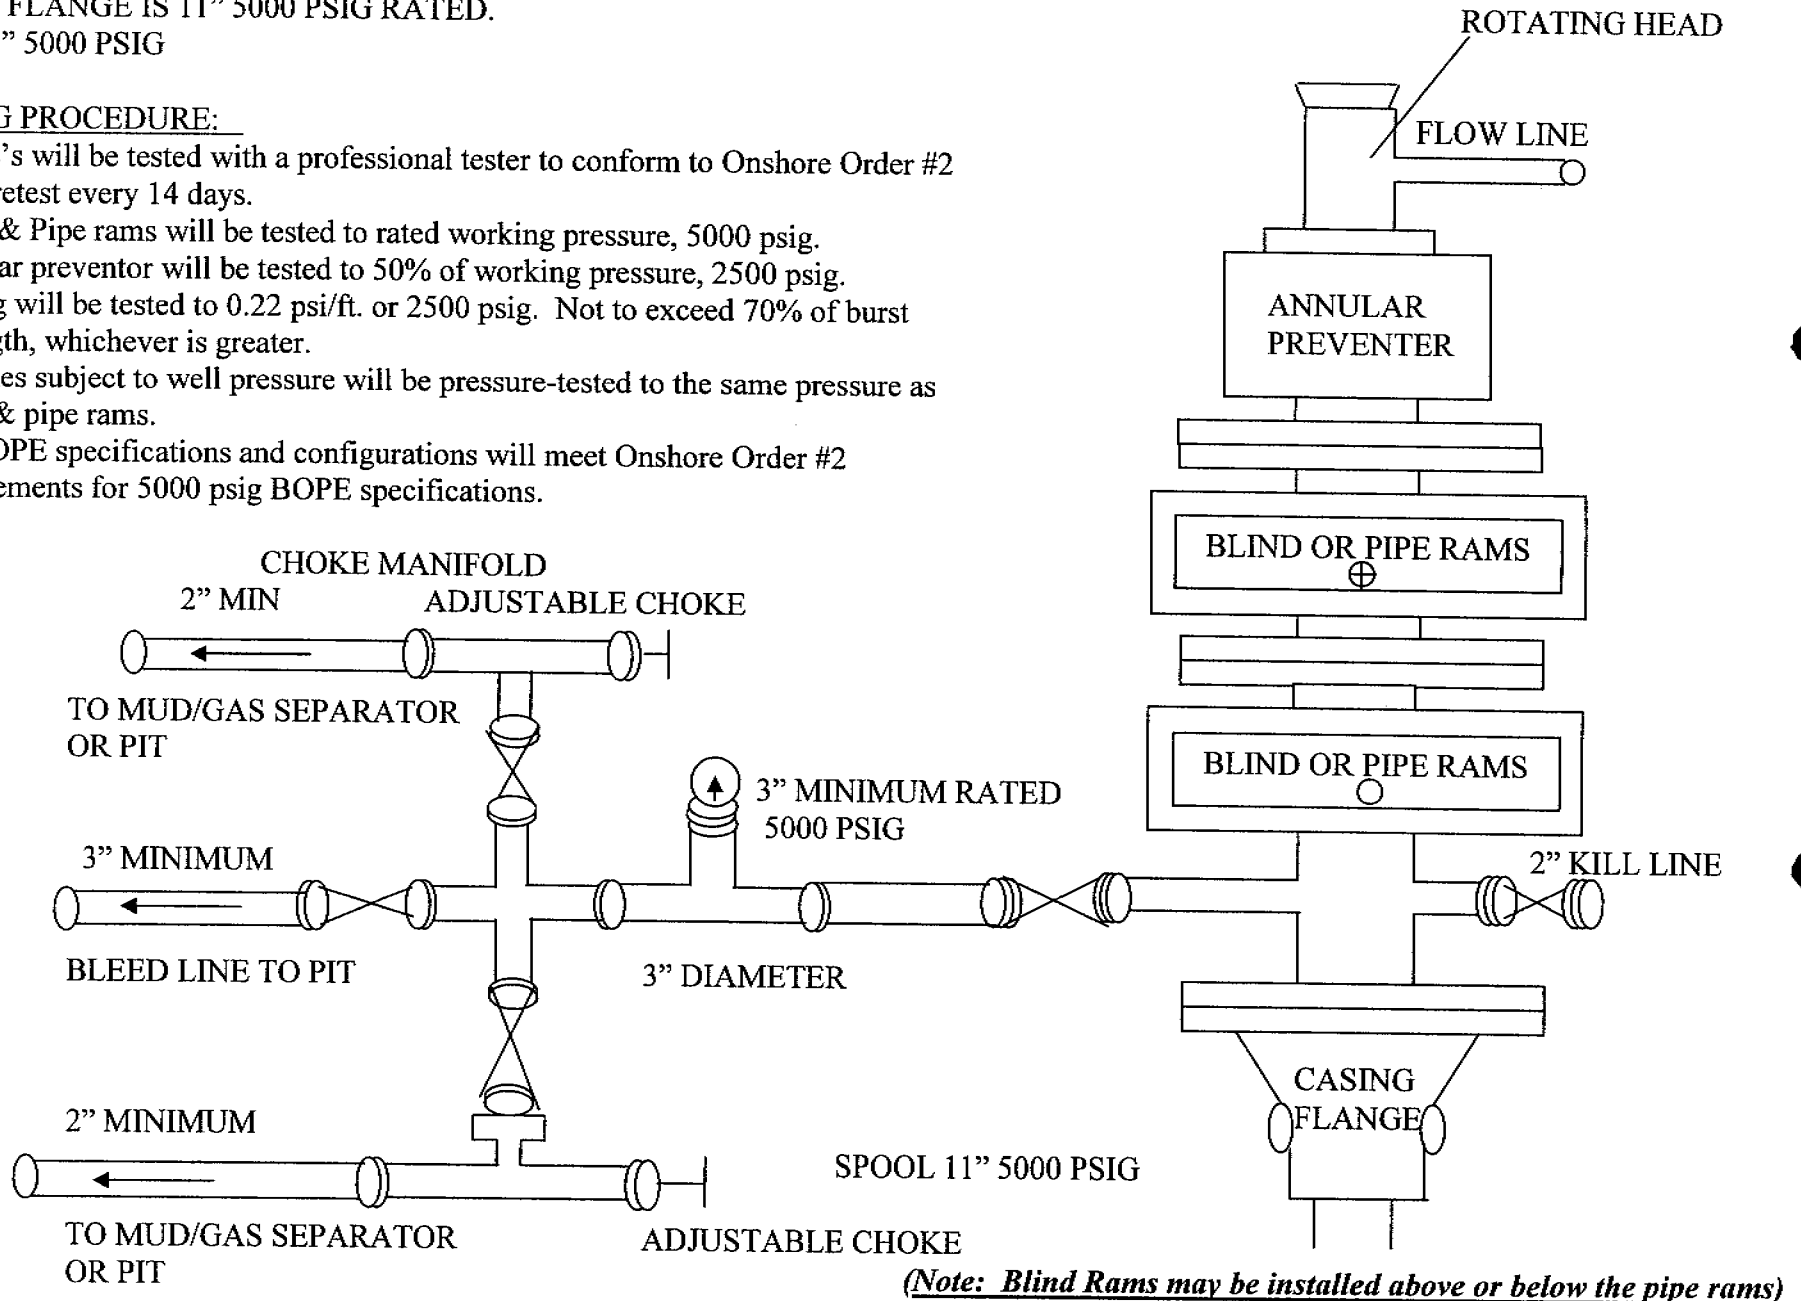 FLANGE IS 11” 5000 PSIG RATED.
” 5000 PSIG
G PROCEDURE:
’s will be tested with a professional tester to conform to Onshore Order #2
etest every 14 days.
& Pipe rams will be tested to rated working pressure, 5000 psig.
ar preventor will be tested to 50% of working pressure, 2500 psig.
g will be tested to 0.22 psi/ft. or 2500 psig.  Not to exceed 70% of burst
gth, whichever is greater.
es subject to well pressure will be pressure-tested to the same pressure as
& pipe rams.
OPE specifications and configurations will meet Onshore Order #2
ements for 5000 psig BOPE specifications.
ROTATING HEAD
FLOW LINE
ANNULAR
PREVENTER
BLIND OR PIPE RAMS
BLIND OR PIPE RAMS
CHOKE MANIFOLD
2” MIN
ADJUSTABLE CHOKE
TO MUD/GAS SEPARATOR
OR PIT
3” MINIMUM RATED
5000 PSIG
3” MINIMUM
2” KILL LINE
BLEED LINE TO PIT
3” DIAMETER
CASING
FLANGE
2” MINIMUM
SPOOL 11” 5000 PSIG
TO MUD/GAS SEPARATOR
OR PIT
ADJUSTABLE CHOKE
(Note:  Blind Rams may be installed above or below the pipe rams)